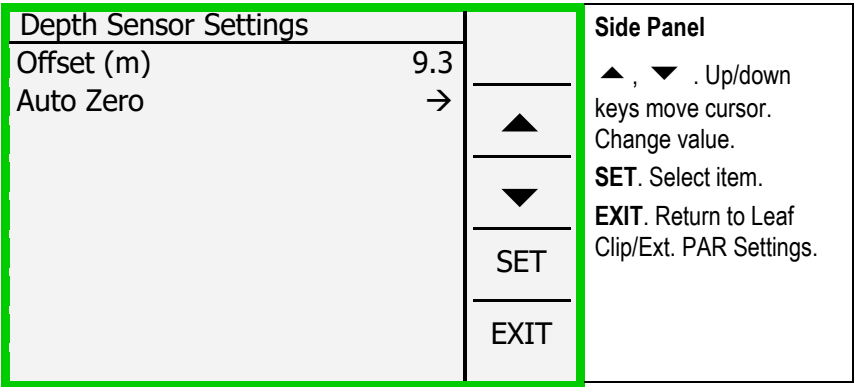 Depth Sensor Settings
Offset (m) 9.3
Auto Zero →
▲
▼
SET
EXIT
Side Panel
▲ , ▼ . Up/down
keys move cursor.
Change value.
SET. Select item.
EXIT. Return to Leaf
Clip/Ext. PAR Settings.